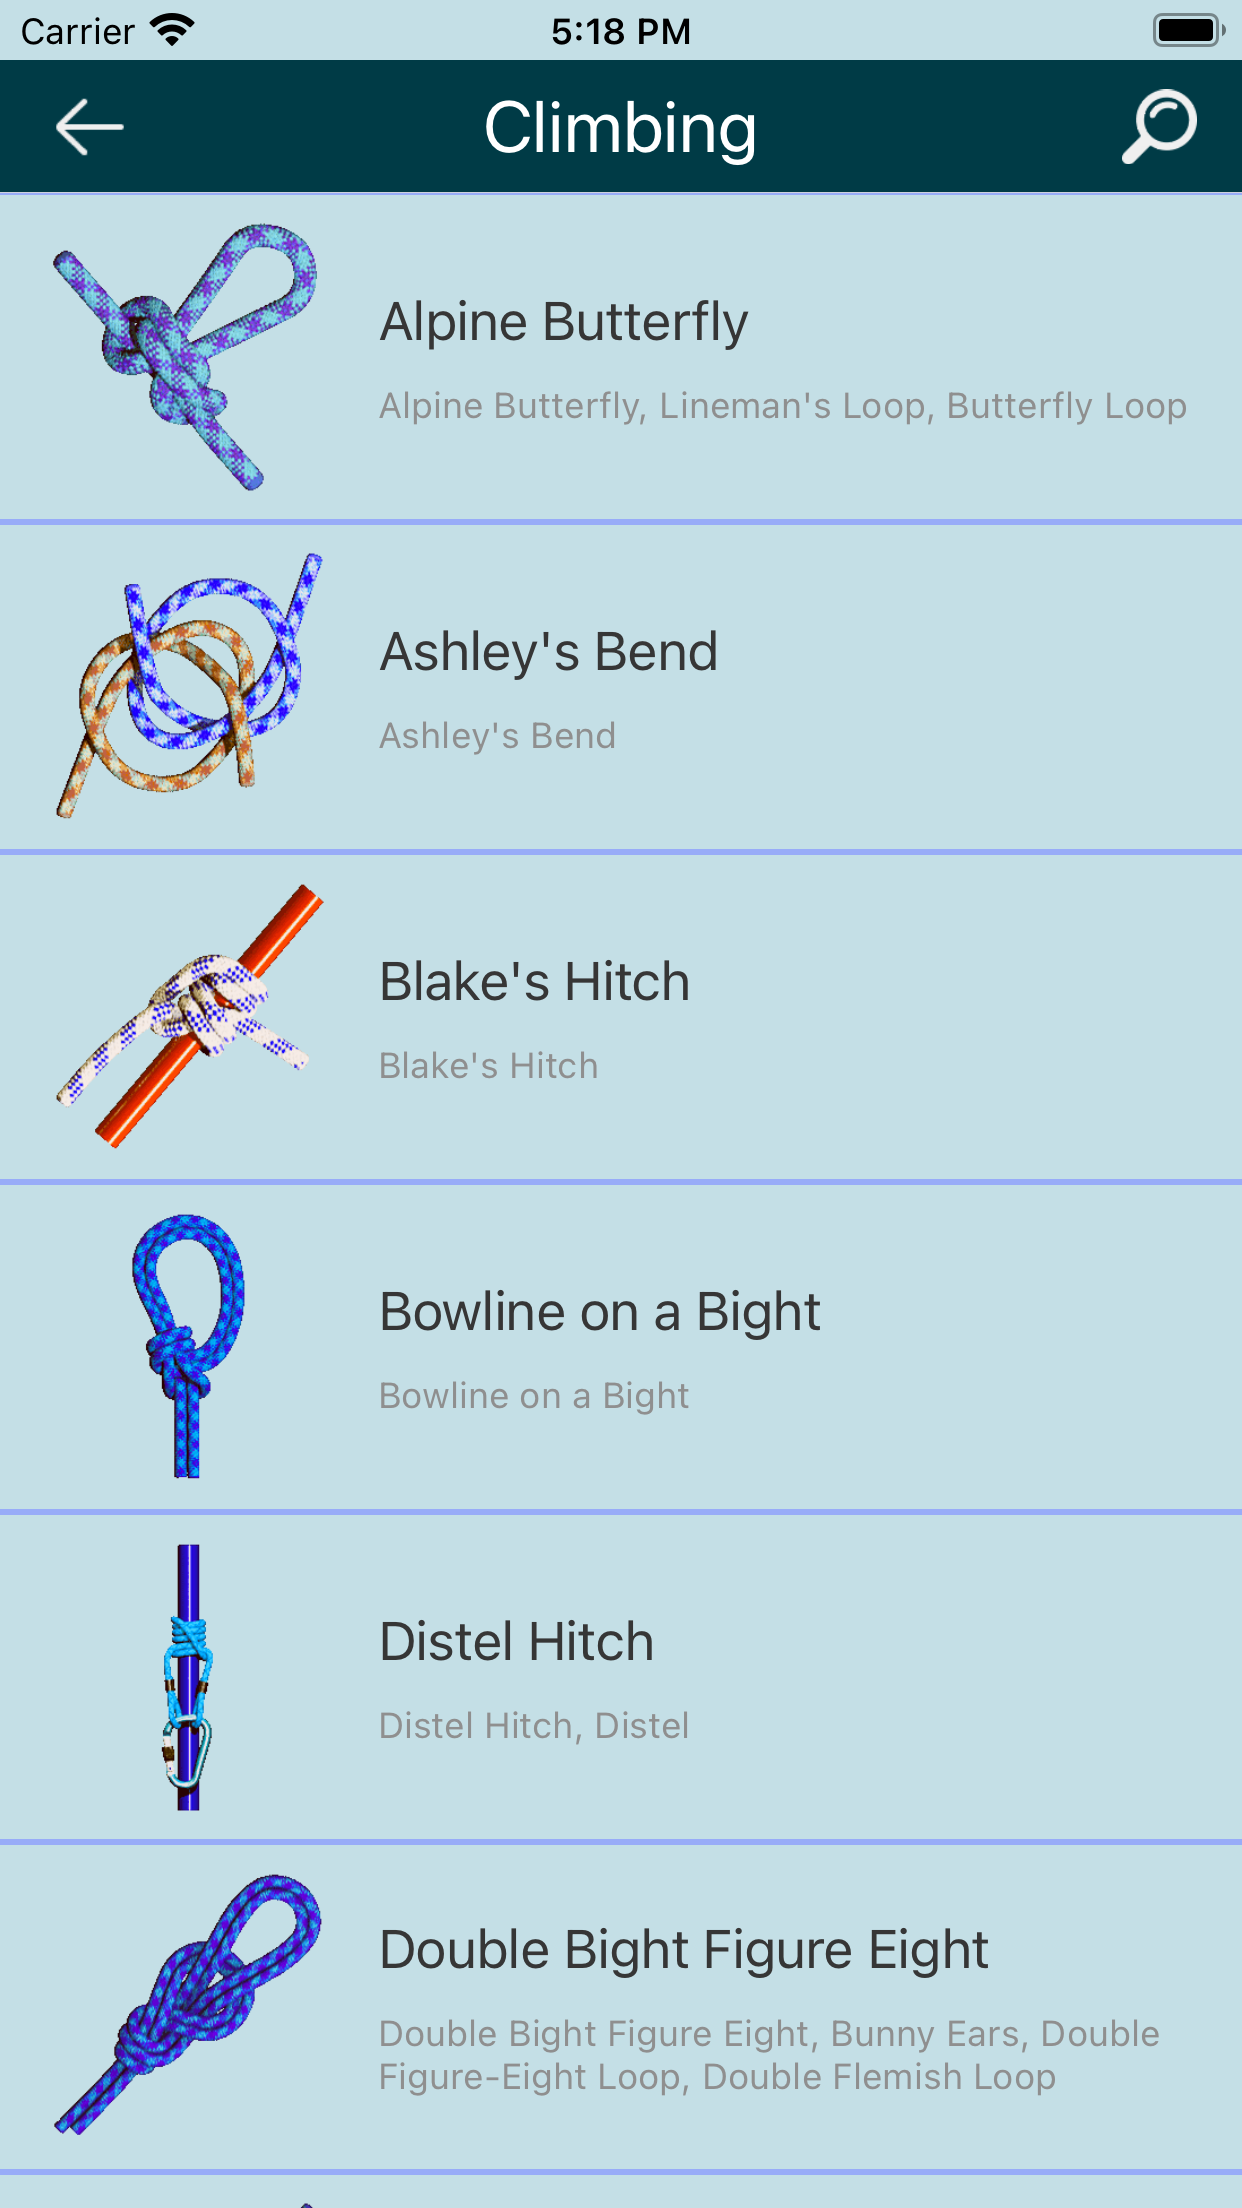 Carrier 5:18 PM
Climbing
Alpine Butterfly
Alpine Butterfly, Lineman's Loop, Butterfly Loop
Ashley's Bend
Ashley's Bend
Blake's Hitch
Blake's Hitch
Bowline on a Bight
Bowline on a Bight
Distel Hitch
Distel Hitch, Distel
Double Bight Figure Eight
Double Bight Figure Eight, Bunny Ears, Double
Figure-Eight Loop, Double Flemish Loop